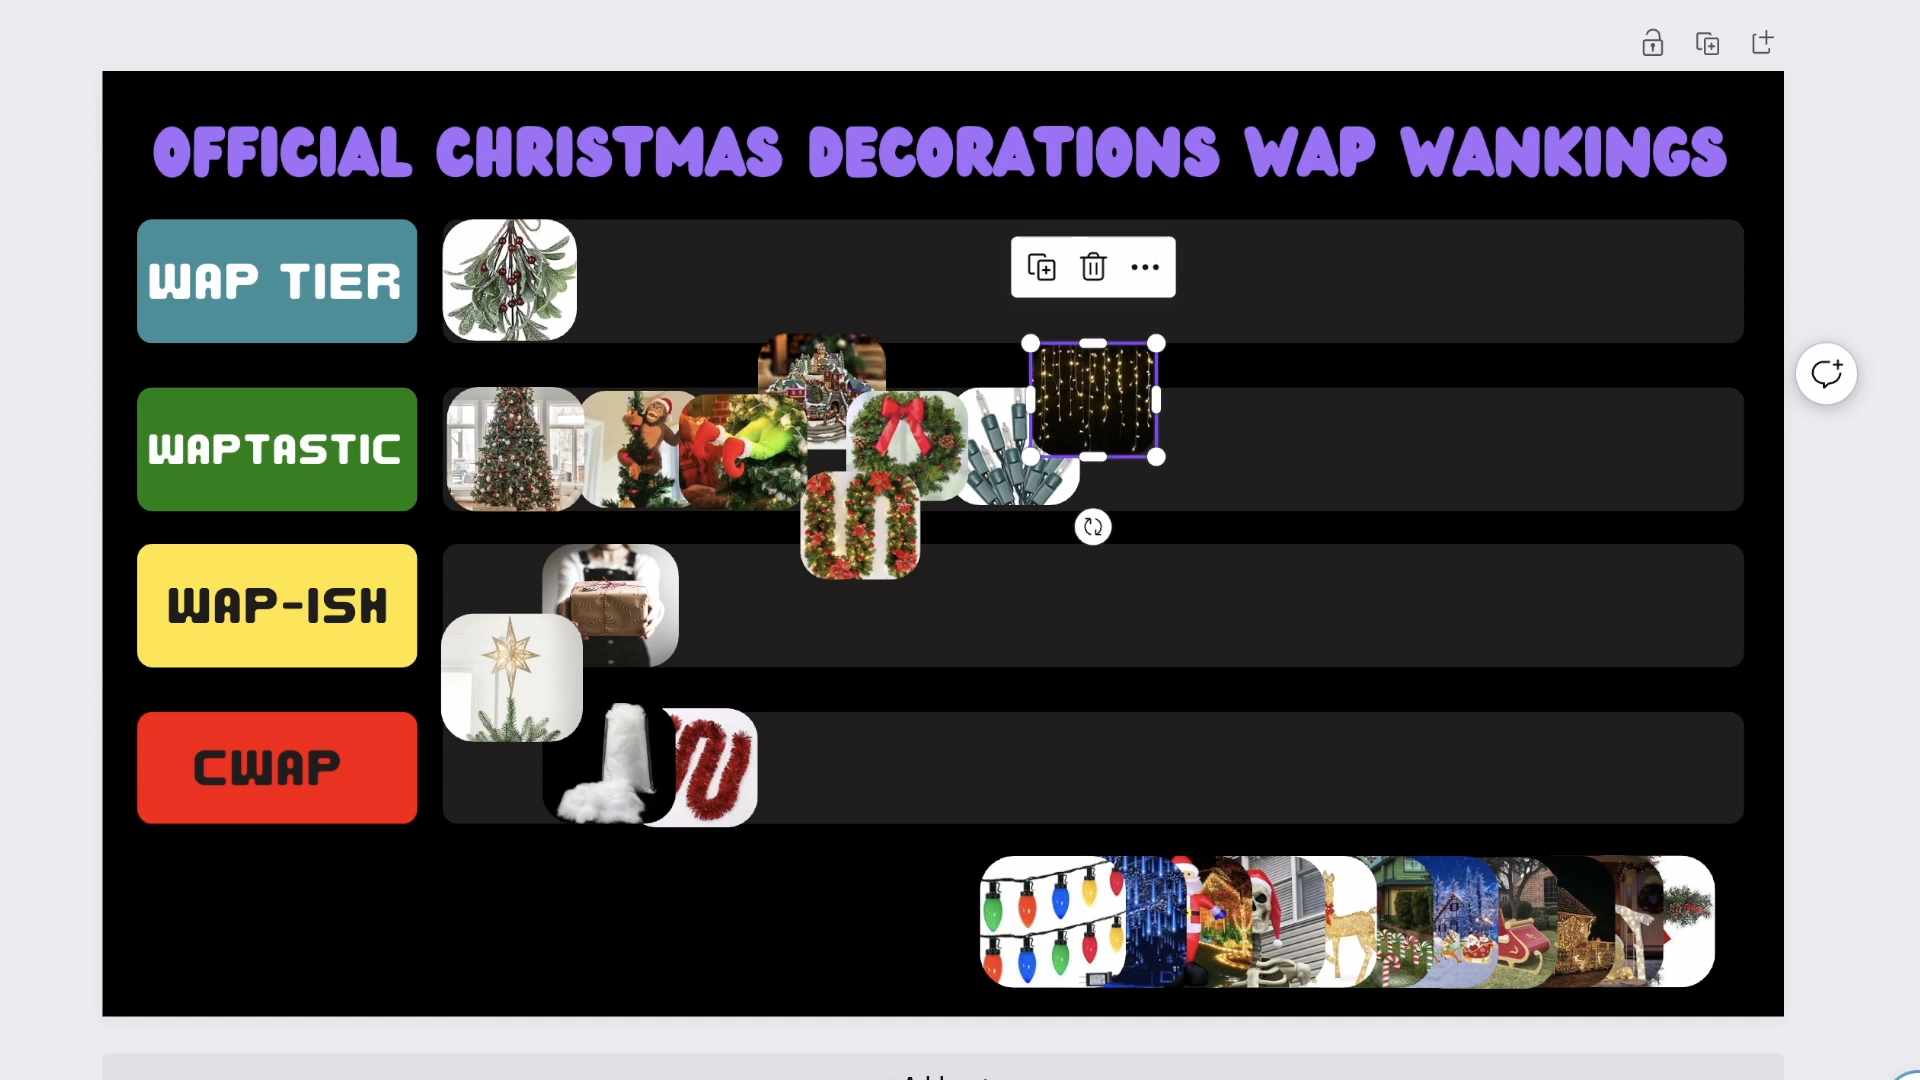 OFFICIAL CHRISTMAS DECORATIONS WAP WANKINGS
WAP TIER
WAPTASTIC
WAP-ISH
CWAP